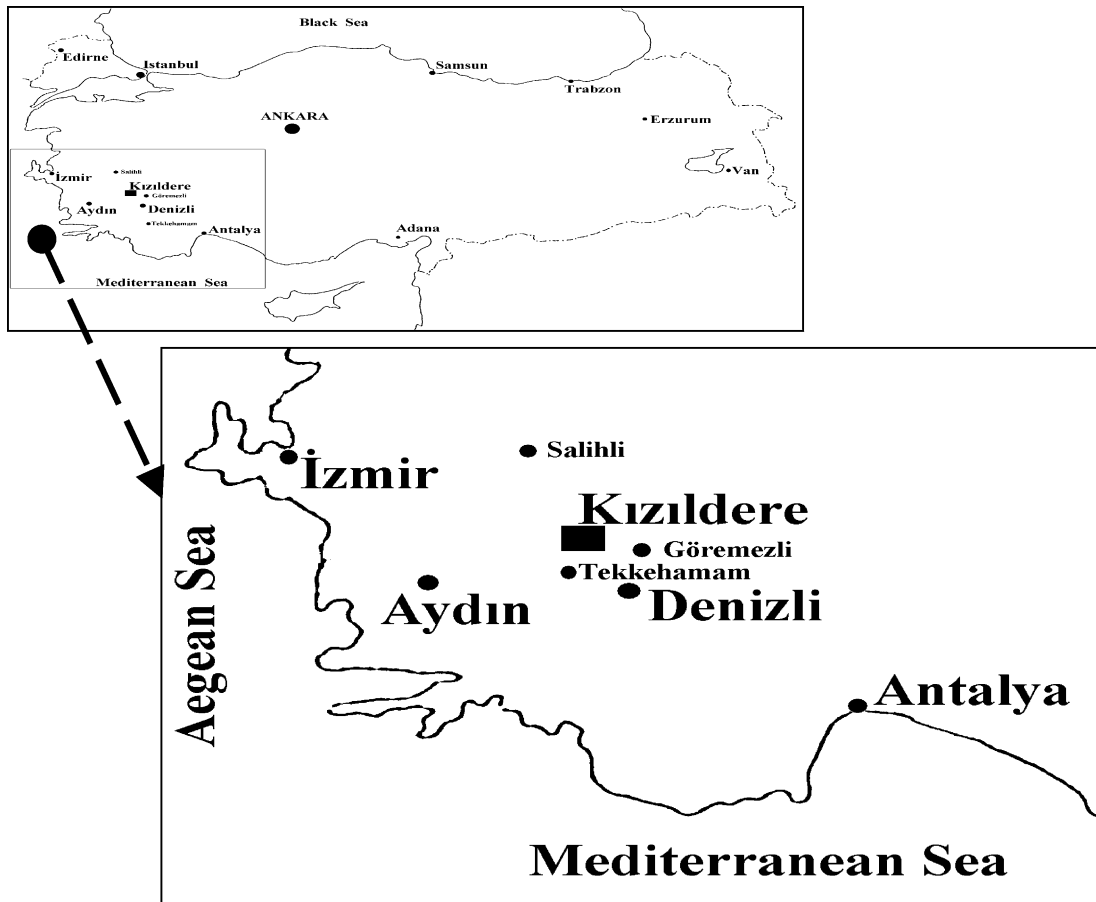 Black Sea
Edirne
Istanbul
Samsun
Trabzon
ANKARA
Erzurum
Van
Salihli
İzmir
Kızıldere
Göremezli
Aydın
Denizli
Tekkehamam
Antalya
Adana
Mediterranean Sea
Salihli
İzmir
Kızıldere
Göremezli
Tekkehamam
Aydın
Denizli
Aegean Sea
Antalya
Mediterranean Sea